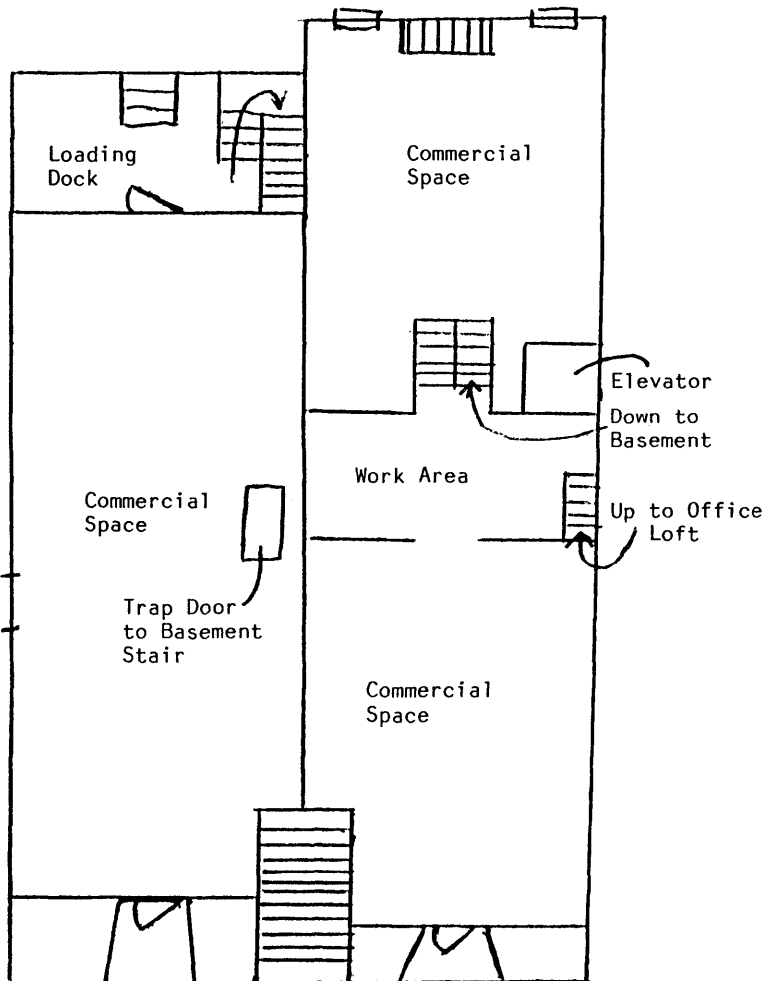 Loading
Dock
Commercial
Space
Elevator
Down to
Basement
Work Area
Commercial
Space
Up to Office
Loft
Trap Door
to Basement
Stair
Commercial
Space